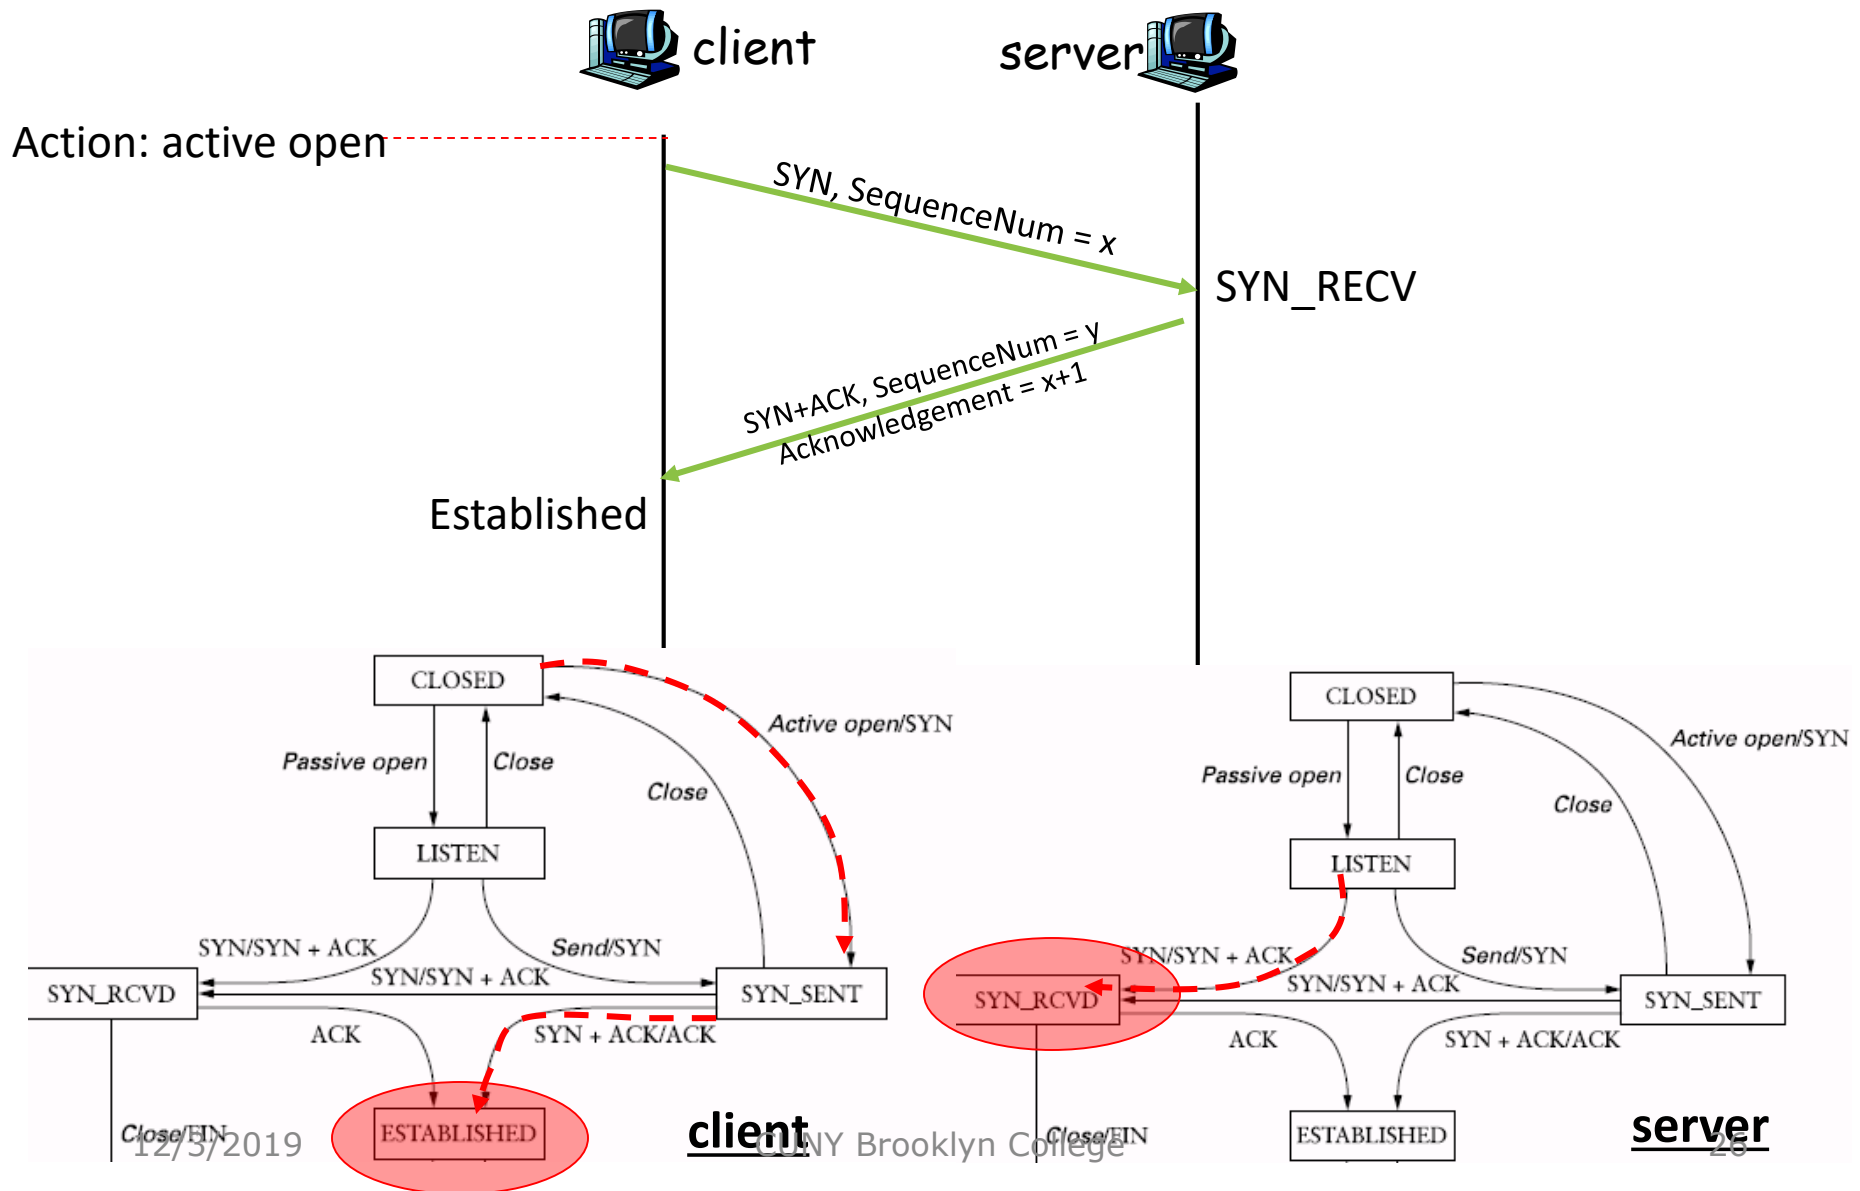 client
server
Action: active open
SYN, SequenceNum = x
SYN_RECV
SYN+ACK, SequenceNum = y
Acknowledgement = x+1
Established
CLOSED
Active open/SYN
Passive open
Close
Close
LISTEN
SYN/SYN + ACK
Send/SYN
SYN/SYN + ACK
SYN_RCVD
SYN_SENT
ACK
SYN + ACK/ACK
Close/FIN
ESTABLISHED
client
CLOSED
Active open/SYN
Passive open
Close
Close
LISTEN
SYN/SYN + ACK
Send/SYN
SYN/SYN + ACK
SYN_RCVD
SYN_SENT
ACK
SYN + ACK/ACK
Close/FIN
ESTABLISHED
server
12/3/2019
CUNY Brooklyn College
26